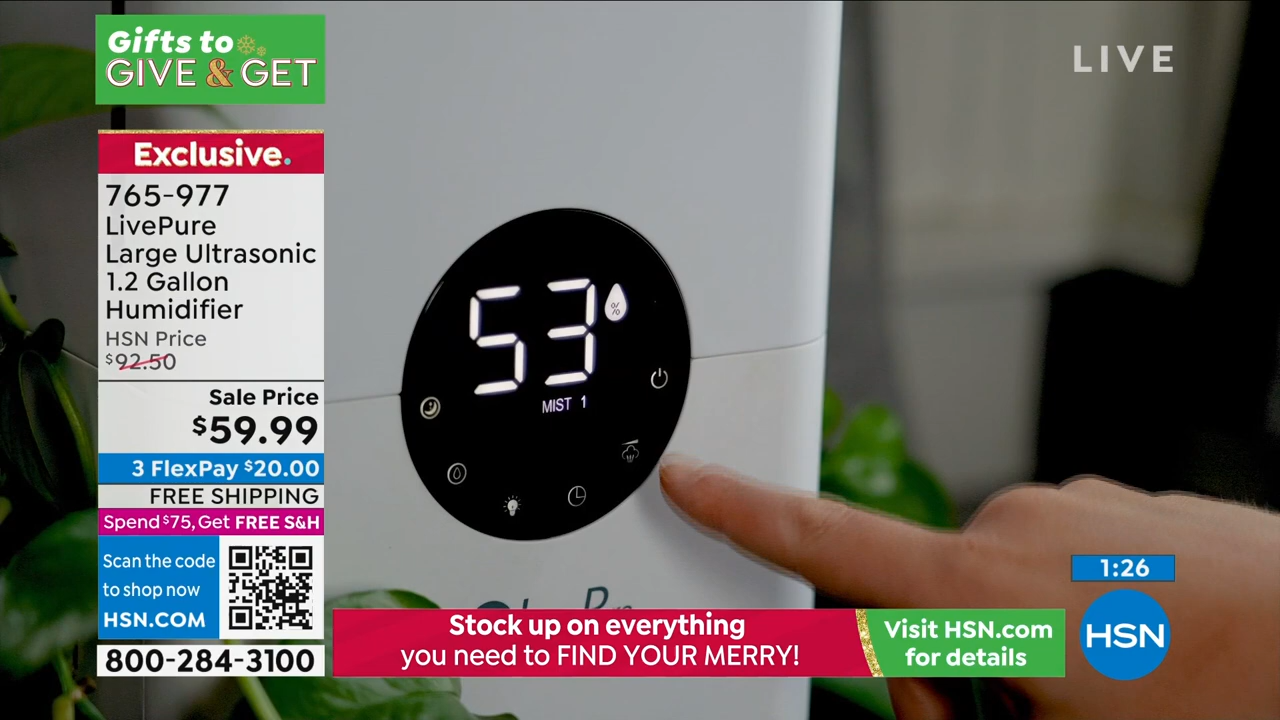 Gifts to
GIVE & GET
LIVE
Exclusive.
765-977
LivePure
Large Ultrasonic
1.2 Gallon
Humidifier
HSN Price
$92.50
Sale Price
$59.99
3 FlexPay $20.00
FREE SHIPPING
Spend $75, Get FREE S&H
Scan the code
to shop now
HSN.COM
800-284-3100
53 %
MIST 1
Stock up on everything
you need to FIND YOUR MERRY!
Visit HSN.com
for details
1:26
HSN